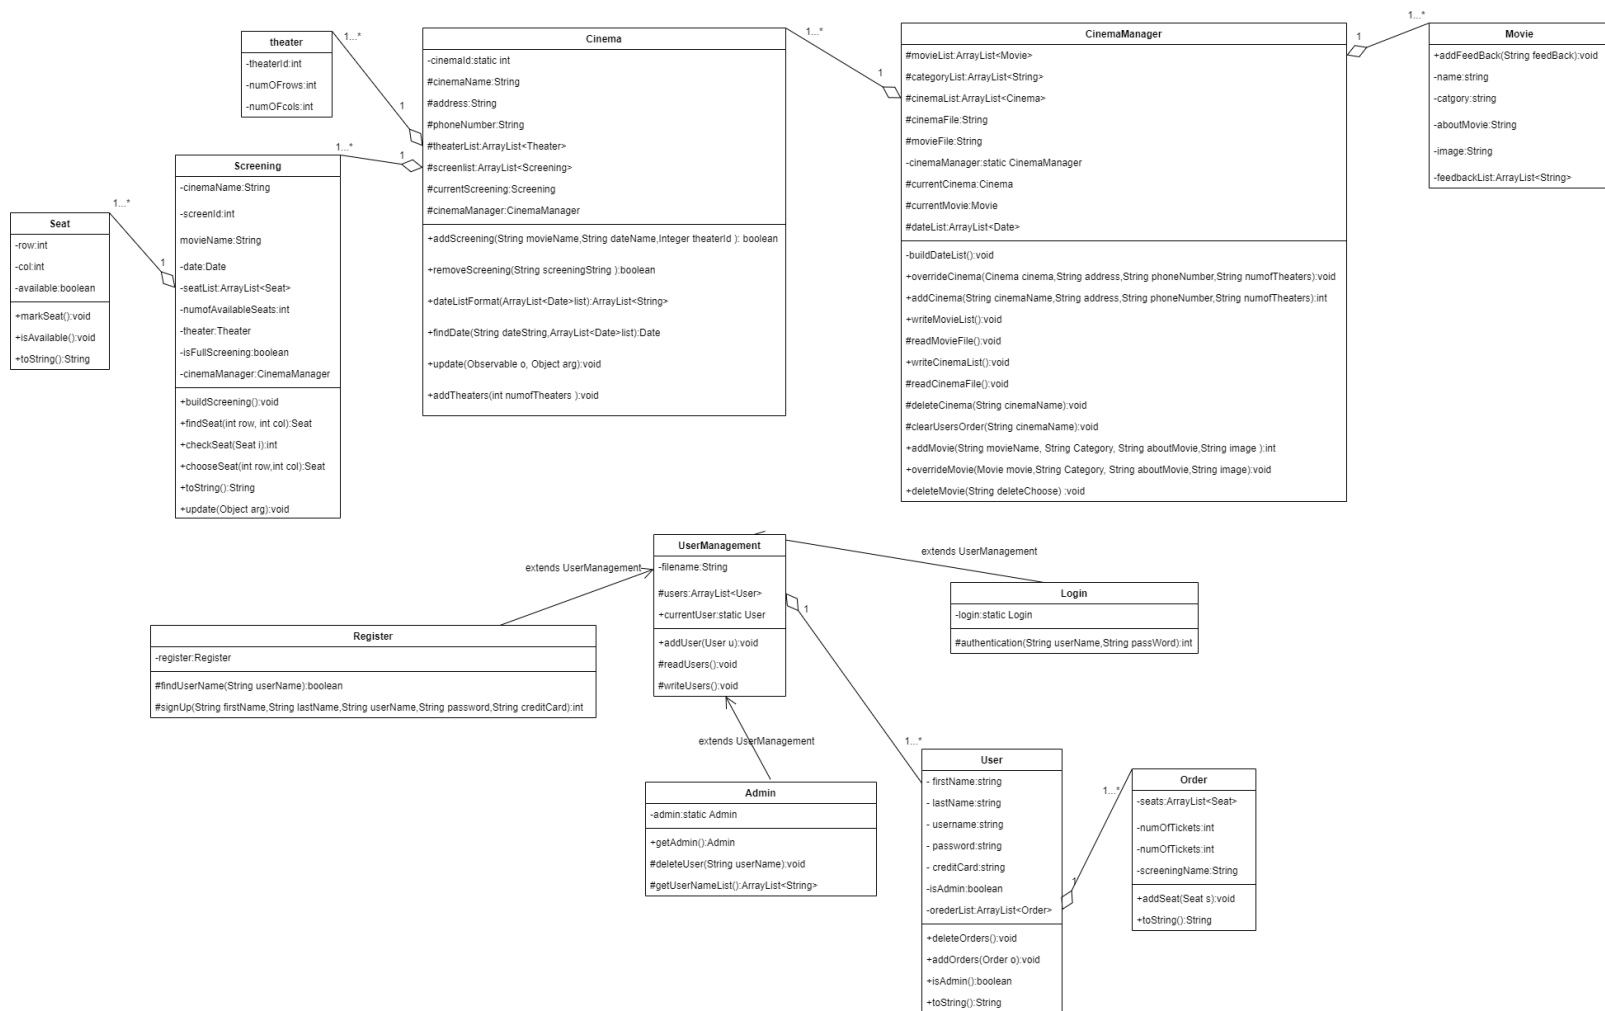 theater
-theaterId:int
-numOFrows:int
-numOFcols:int
1...*
1
Cinema
-cinemaId:static int
#cinemaName:String
#address:String
#phoneNumber:String
#theaterList:ArrayList<Theater>
#screenlist:ArrayList<Screening>
#currentScreening:Screening
#cinemaManager:CinemaManager
+addScreening(String movieName,String dateName,Integer theaterId ): boolean
+removeScreening(String screeningString ):boolean
+dateListFormat(ArrayList<Date>list):ArrayList<String>
+findDate(String dateString,ArrayList<Date>list):Date
+update(Observable o, Object arg):void
+addTheaters(int numofTheaters ):void
1...*
1
CinemaManager
#movieList:ArrayList<Movie>
#categoryList:ArrayList<String>
#cinemaList:ArrayList<Cinema>
#cinemaFile:String
#movieFile:String
-cinemaManager:static CinemaManager
#currentCinema:Cinema
#currentMovie:Movie
#dateList:ArrayList<Date>
-buildDateList():void
+overrideCinema(Cinema cinema,String address,String phoneNumber,String numofTheaters):void
+addCinema(String cinemaName,String address,String phoneNumber,String numofTheaters):int
+writeMovieList():void
#readMovieFile():void
+writeCinemaList():void
#readCinemaFile():void
#deleteCinema(String cinemaName):void
#clearUsersOrder(String cinemaName):void
+addMovie(String movieName, String Category, String aboutMovie,String image ):int
+overrideMovie(Movie movie,String Category, String aboutMovie,String image):void
+deleteMovie(String deleteChoose) :void
1
1...*
Movie
+addFeedBack(String feedBack):void
-name:string
-catgory:string
-aboutMovie:String
-image:String
-feedbackList:ArrayList<String>
1...*
1
Screening
-cinemaName:String
-screenId:int
movieName:String
-date:Date
-seatList:ArrayList<Seat>
-numofAvailableSeats:int
-theater:Theater
-isFullScreening:boolean
-cinemaManager:CinemaManager
+buildScreening():void
+findSeat(int row, int col):Seat
+checkSeat(Seat i):int
+chooseSeat(int row,int col):Seat
+toString():String
+update(Object arg):void
1...*
1
Seat
-row:int
-col:int
-available:boolean
+markSeat():void
+isAvailable():void
+toString():String
UserManagement
-filename:String
#users:ArrayList<User>
+currentUser:static User
+addUser(User u):void
#readUsers():void
#writeUsers():void
extends UserManagement
extends UserManagement
Login
-login:static Login
#authentication(String userName,String passWord):int
Register
-register:Register
#findUserName(String userName):boolean
#signUp(String firstName,String lastName,String userName,String password,String creditCard):int
1
extends UserManagement
1...*
Admin
-admin:static Admin
+getAdmin():Admin
#deleteUser(String userName):void
#getUserNameList():ArrayList<String>
User
- firstName:string
- lastName:string
- username:string
- password:string
- creditCard:string
-isAdmin:boolean
-orederList:ArrayList<Order>
+deleteOrders():void
+addOrders(Order o):void
+isAdmin():boolean
+toString():String
1...*
1
Order
-seats:ArrayList<Seat>
-numOfTickets:int
-numOfTickets:int
-screeningName:String
+addSeat(Seat s):void
+toString():String